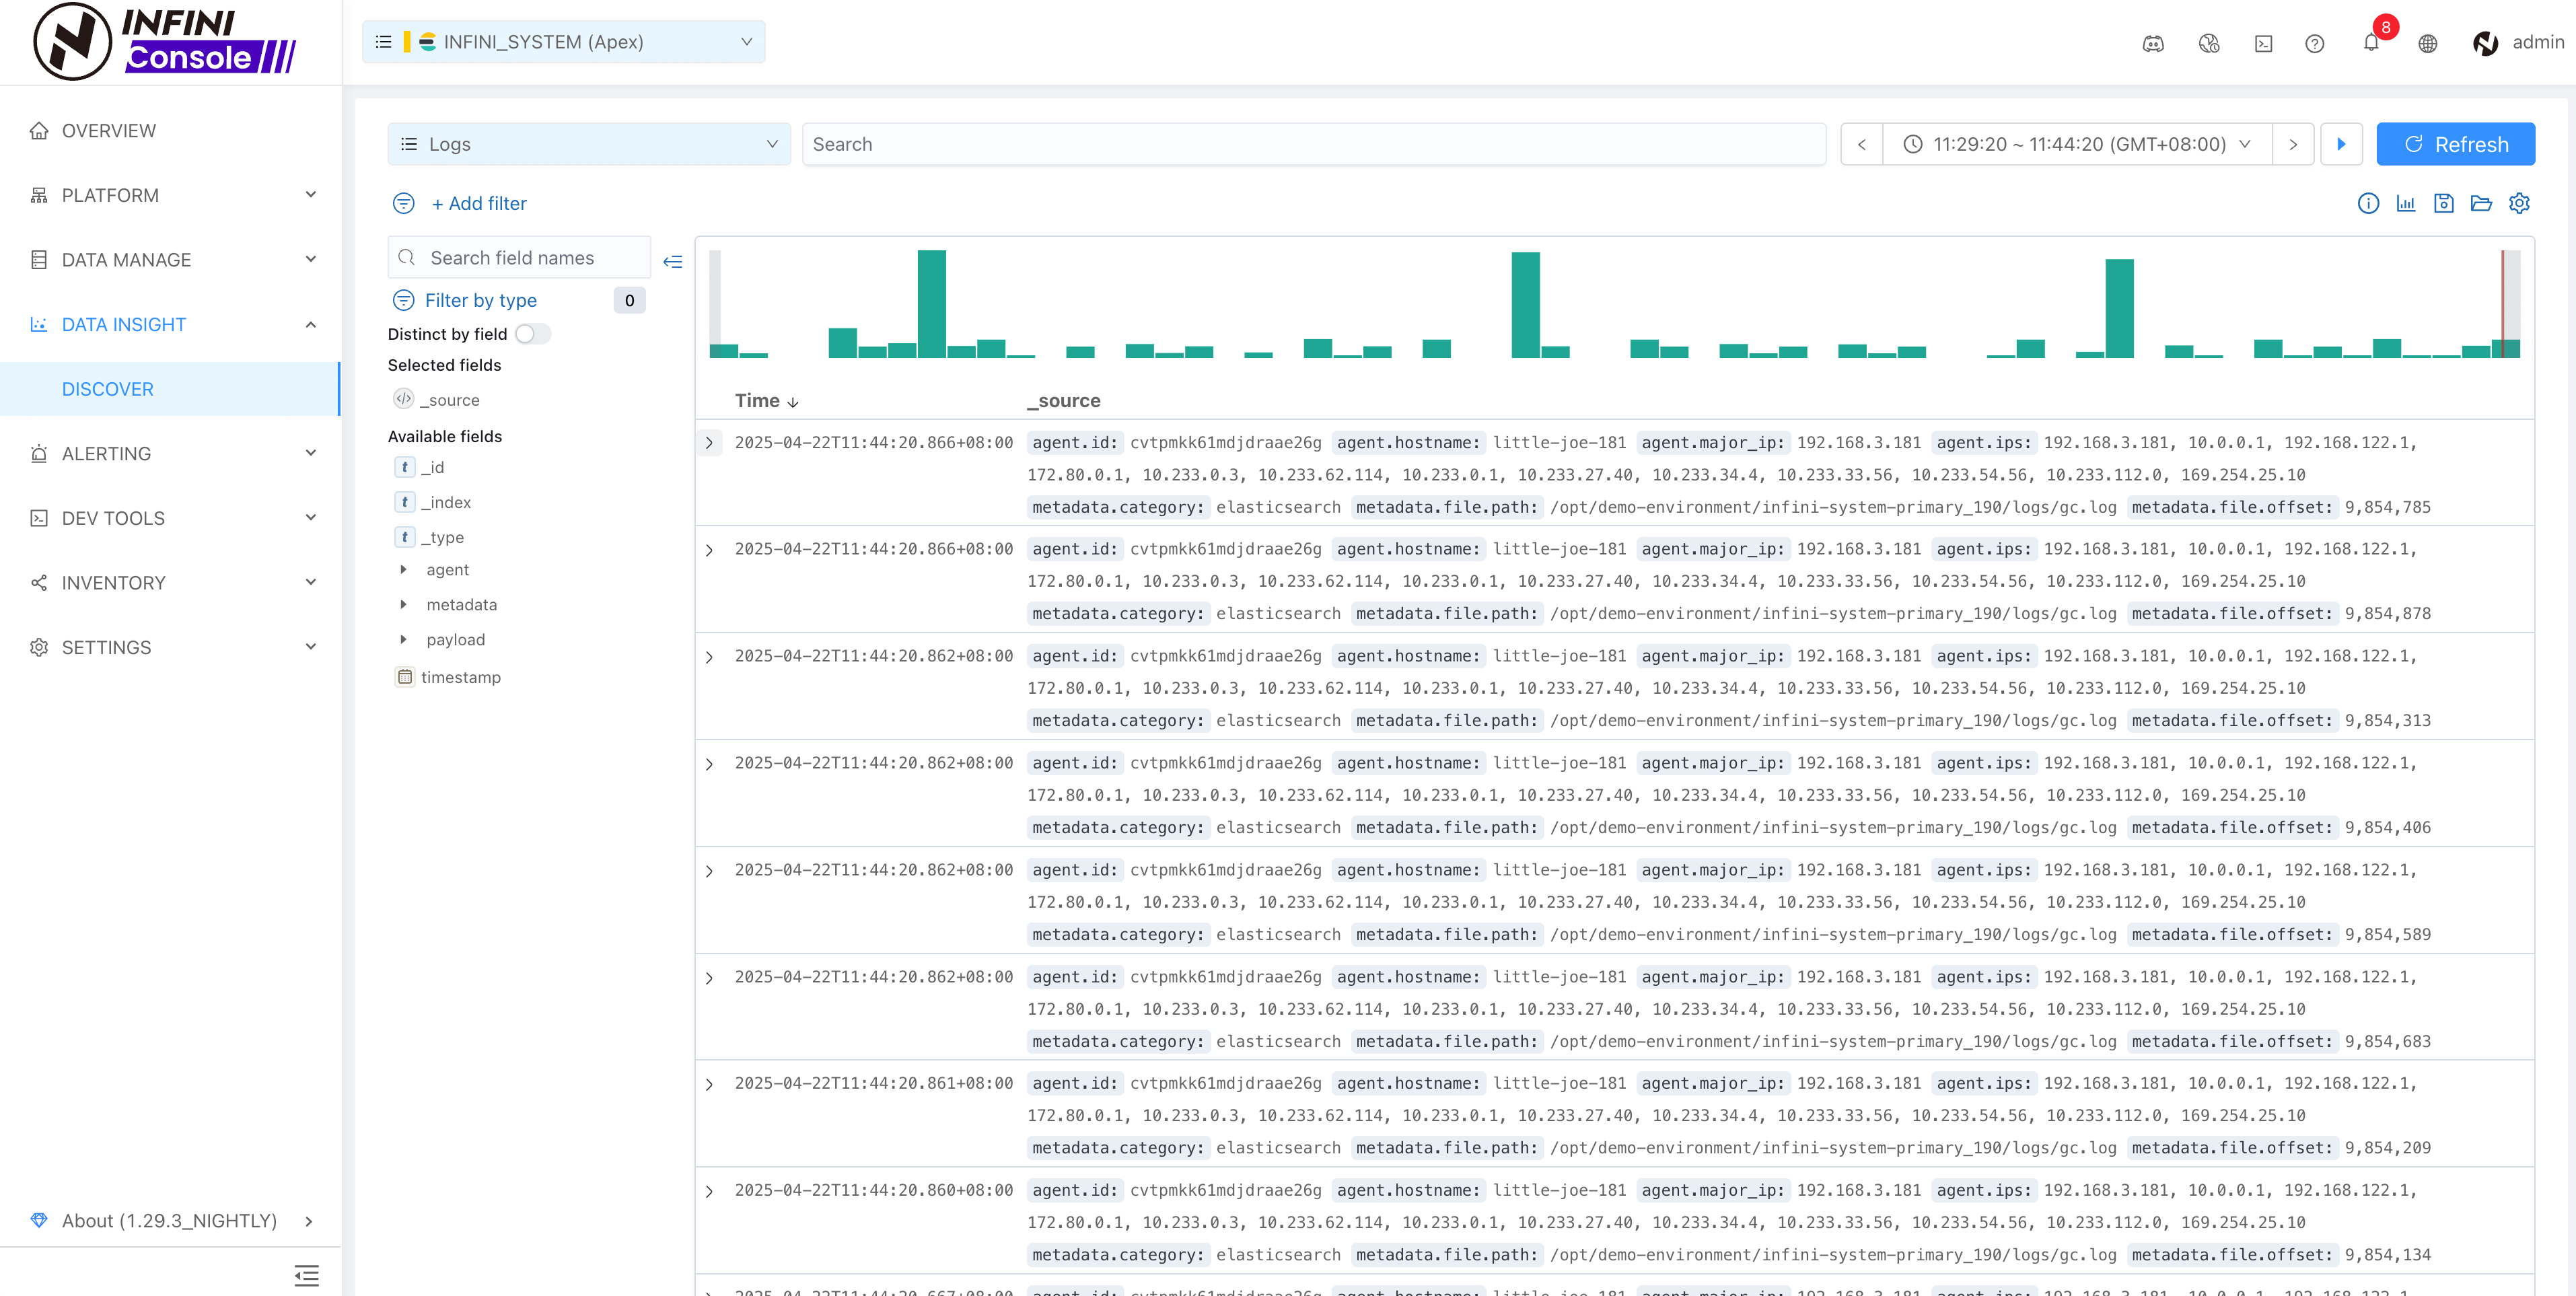 INFINI
Console
INFINI_SYSTEM (Apex)
8
admin
OVERVIEW
PLATFORM
DATA MANAGE
DATA INSIGHT
DISCOVER
ALERTING
DEV TOOLS
INVENTORY
SETTINGS
About (1.29.3_NIGHTLY)
Logs
Search
11:29:20 ~ 11:44:20 (GMT+08:00)
Refresh
+ Add filter
Search field names
Filter by type
0
Distinct by field
Selected fields
_source
Available fields
t _id
t _index
t _type
agent
metadata
payload
timestamp
Time _source
2025-04-22T11:44:20.866+08:00 agent.id: cvtpmkk61mdjdraae26g agent.hostname: little-joe-181 agent.major_ip: 192.168.3.181 agent.ips: 192.168.3.181, 10.0.0.1, 192.168.122.1,
172.80.0.1, 10.233.0.3, 10.233.62.114, 10.233.0.1, 10.233.27.40, 10.233.34.4, 10.233.33.56, 10.233.54.56, 10.233.112.0, 169.254.25.10
metadata.category: elasticsearch metadata.file.path: /opt/demo-environment/infini-system-primary_190/logs/gc.log metadata.file.offset: 9,854,785
2025-04-22T11:44:20.866+08:00 agent.id: cvtpmkk61mdjdraae26g agent.hostname: little-joe-181 agent.major_ip: 192.168.3.181 agent.ips: 192.168.3.181, 10.0.0.1, 192.168.122.1,
172.80.0.1, 10.233.0.3, 10.233.62.114, 10.233.0.1, 10.233.27.40, 10.233.34.4, 10.233.33.56, 10.233.54.56, 10.233.112.0, 169.254.25.10
metadata.category: elasticsearch metadata.file.path: /opt/demo-environment/infini-system-primary_190/logs/gc.log metadata.file.offset: 9,854,878
2025-04-22T11:44:20.862+08:00 agent.id: cvtpmkk61mdjdraae26g agent.hostname: little-joe-181 agent.major_ip: 192.168.3.181 agent.ips: 192.168.3.181, 10.0.0.1, 192.168.122.1,
172.80.0.1, 10.233.0.3, 10.233.62.114, 10.233.0.1, 10.233.27.40, 10.233.34.4, 10.233.33.56, 10.233.54.56, 10.233.112.0, 169.254.25.10
metadata.category: elasticsearch metadata.file.path: /opt/demo-environment/infini-system-primary_190/logs/gc.log metadata.file.offset: 9,854,313
2025-04-22T11:44:20.862+08:00 agent.id: cvtpmkk61mdjdraae26g agent.hostname: little-joe-181 agent.major_ip: 192.168.3.181 agent.ips: 192.168.3.181, 10.0.0.1, 192.168.122.1,
172.80.0.1, 10.233.0.3, 10.233.62.114, 10.233.0.1, 10.233.27.40, 10.233.34.4, 10.233.33.56, 10.233.54.56, 10.233.112.0, 169.254.25.10
metadata.category: elasticsearch metadata.file.path: /opt/demo-environment/infini-system-primary_190/logs/gc.log metadata.file.offset: 9,854,406
2025-04-22T11:44:20.862+08:00 agent.id: cvtpmkk61mdjdraae26g agent.hostname: little-joe-181 agent.major_ip: 192.168.3.181 agent.ips: 192.168.3.181, 10.0.0.1, 192.168.122.1,
172.80.0.1, 10.233.0.3, 10.233.62.114, 10.233.0.1, 10.233.27.40, 10.233.34.4, 10.233.33.56, 10.233.54.56, 10.233.112.0, 169.254.25.10
metadata.category: elasticsearch metadata.file.path: /opt/demo-environment/infini-system-primary_190/logs/gc.log metadata.file.offset: 9,854,589
2025-04-22T11:44:20.862+08:00 agent.id: cvtpmkk61mdjdraae26g agent.hostname: little-joe-181 agent.major_ip: 192.168.3.181 agent.ips: 192.168.3.181, 10.0.0.1, 192.168.122.1,
172.80.0.1, 10.233.0.3, 10.233.62.114, 10.233.0.1, 10.233.27.40, 10.233.34.4, 10.233.33.56, 10.233.54.56, 10.233.112.0, 169.254.25.10
metadata.category: elasticsearch metadata.file.path: /opt/demo-environment/infini-system-primary_190/logs/gc.log metadata.file.offset: 9,854,683
2025-04-22T11:44:20.861+08:00 agent.id: cvtpmkk61mdjdraae26g agent.hostname: little-joe-181 agent.major_ip: 192.168.3.181 agent.ips: 192.168.3.181, 10.0.0.1, 192.168.122.1,
172.80.0.1, 10.233.0.3, 10.233.62.114, 10.233.0.1, 10.233.27.40, 10.233.34.4, 10.233.33.56, 10.233.54.56, 10.233.112.0, 169.254.25.10
metadata.category: elasticsearch metadata.file.path: /opt/demo-environment/infini-system-primary_190/logs/gc.log metadata.file.offset: 9,854,209
2025-04-22T11:44:20.860+08:00 agent.id: cvtpmkk61mdjdraae26g agent.hostname: little-joe-181 agent.major_ip: 192.168.3.181 agent.ips: 192.168.3.181, 10.0.0.1, 192.168.122.1,
172.80.0.1, 10.233.0.3, 10.233.62.114, 10.233.0.1, 10.233.27.40, 10.233.34.4, 10.233.33.56, 10.233.54.56, 10.233.112.0, 169.254.25.10
metadata.category: elasticsearch metadata.file.path: /opt/demo-environment/infini-system-primary_190/logs/gc.log metadata.file.offset: 9,854,134